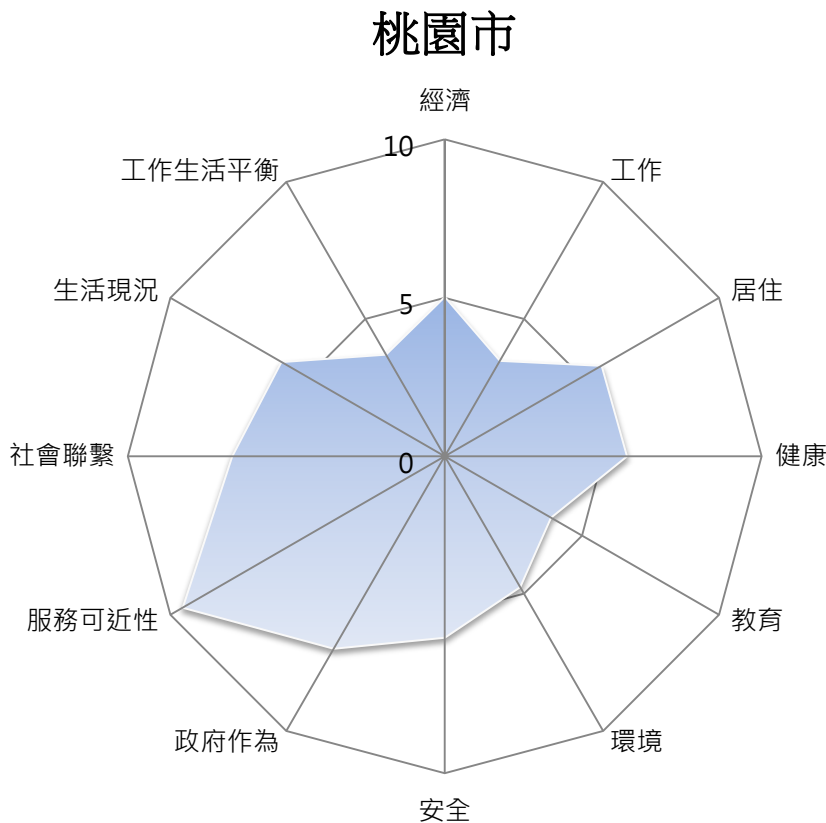 桃園市
經濟
工作
居住
健康
教育
環境
安全
政府作為
服務可近性
社會聯繫
生活現況
工作生活平衡
10
5
0